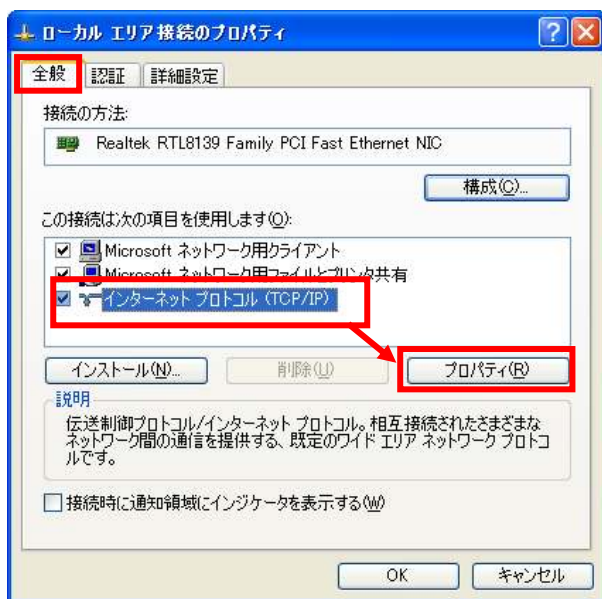 ローカル エリア接続のプロパティ
全般 認証 詳細設定
接続の方法:
Realtek RTL8139 Family PCI Fast Ethernet NIC
構成(C)...
この接続は次の項目を使用します(O):
Microsoft ネットワーク用クライアント
Microsoft ネットワーク用ファイルとプリンタ共有
インターネット プロトコル (TCP/IP)
インストール(N)... 削除(U) プロパティ(R)
説明
伝送制御プロトコル/インターネット プロトコル。相互接続されたさまざまな
ネットワーク間の通信を提供する、既定のワイド エリア ネットワーク プロトコ
ルです。
接続時に通知領域にインジケータを表示する(W)
OK キャンセル